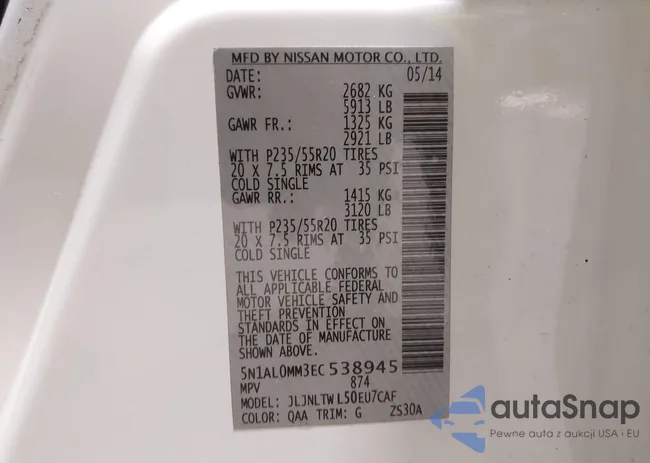 MFD BY NISSAN MOTOR CO., LTD.
DATE: 05/14
GVWR: 2682 KG
5913 LB
GAWR FR.: 1325 KG
2921 LB
WITH P235/55R20 TIRES
20 X 7.5 RIMS AT 35 PSI
COLD SINGLE
GAWR RR.: 1415 KG
3120 LB
WITH P235/55R20 TIRES
20 X 7.5 RIMS AT 35 PSI
COLD SINGLE
THIS VEHICLE CONFORMS TO
ALL APPLICABLE FEDERAL
MOTOR VEHICLE SAFETY AND
THEFT PREVENTION
STANDARDS IN EFFECT ON
THE DATE OF MANUFACTURE
SHOWN ABOVE.
5N1AL0MM3EC 538945
MPV 874
MODEL: JLJNLTW L50EU7CAF
COLOR: QAA TRIM: G ZS30A
autaSnap
Pewne auta z aukcji USA i EU